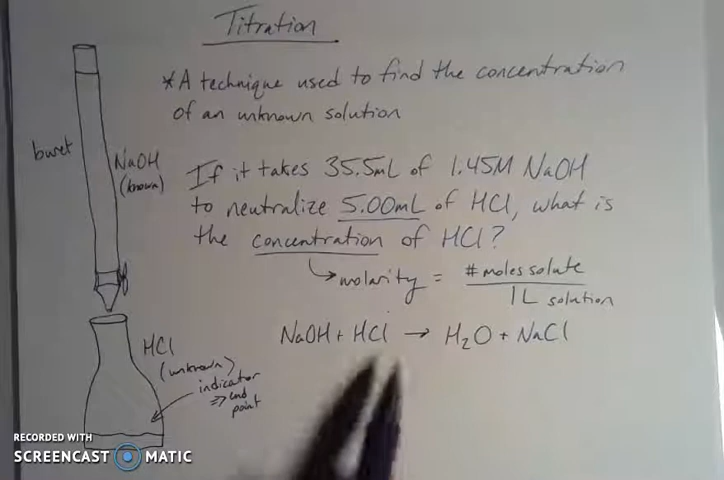 Titration
*A technique used to find the concentration
of an unknown solution
buret
NaOH
(known)
If it takes 35.5mL of 1.45M NaOH
to neutralize 5.00mL of HCl, what is
the concentration of HCl?
→molarity = #moles solute
1L solution
NaOH + HCl → H₂O + NaCl
HCl
(unknown)
indicator
⇒ end
point
RECORDED WITH
SCREENCAST MATIC